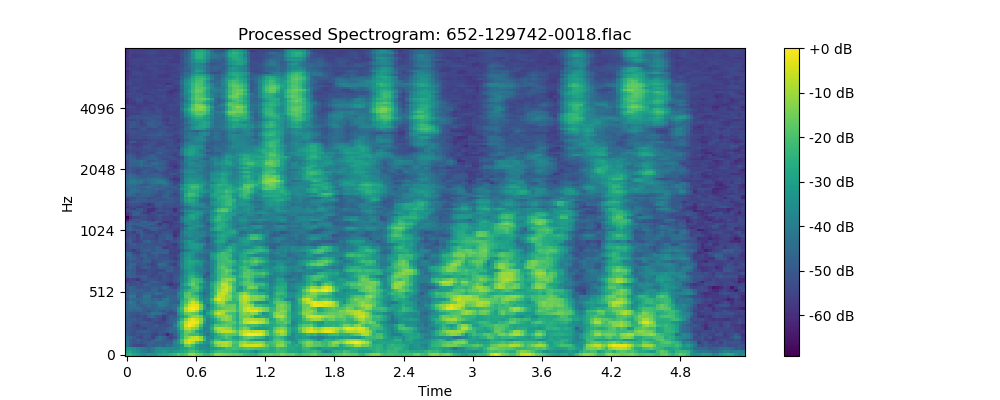 Processed Spectrogram: 652-129742-0018.flac
+0 dB
-10 dB
-20 dB
-30 dB
-40 dB
-50 dB
-60 dB
4096
2048
1024
512
0
Hz
0 0.6 1.2 1.8 2.4 3 3.6 4.2 4.8
Time